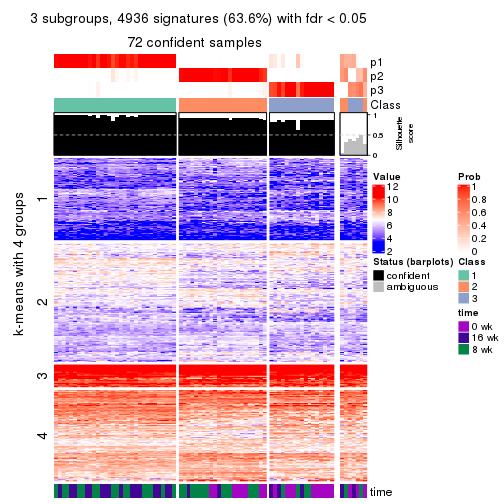 3 subgroups, 4936 signatures (63.6%) with fdr < 0.05
72 confident samples
p1
p2
p3
Class
1
0.5
0
Silhouette
score
k-means with 4 groups
1
2
3
4
time
Value
12
10
8
6
4
2
Prob
1
0.8
0.6
0.4
0.2
0
Status (barplots)
confident
ambiguous
Class
1
2
3
time
0 wk
16 wk
8 wk